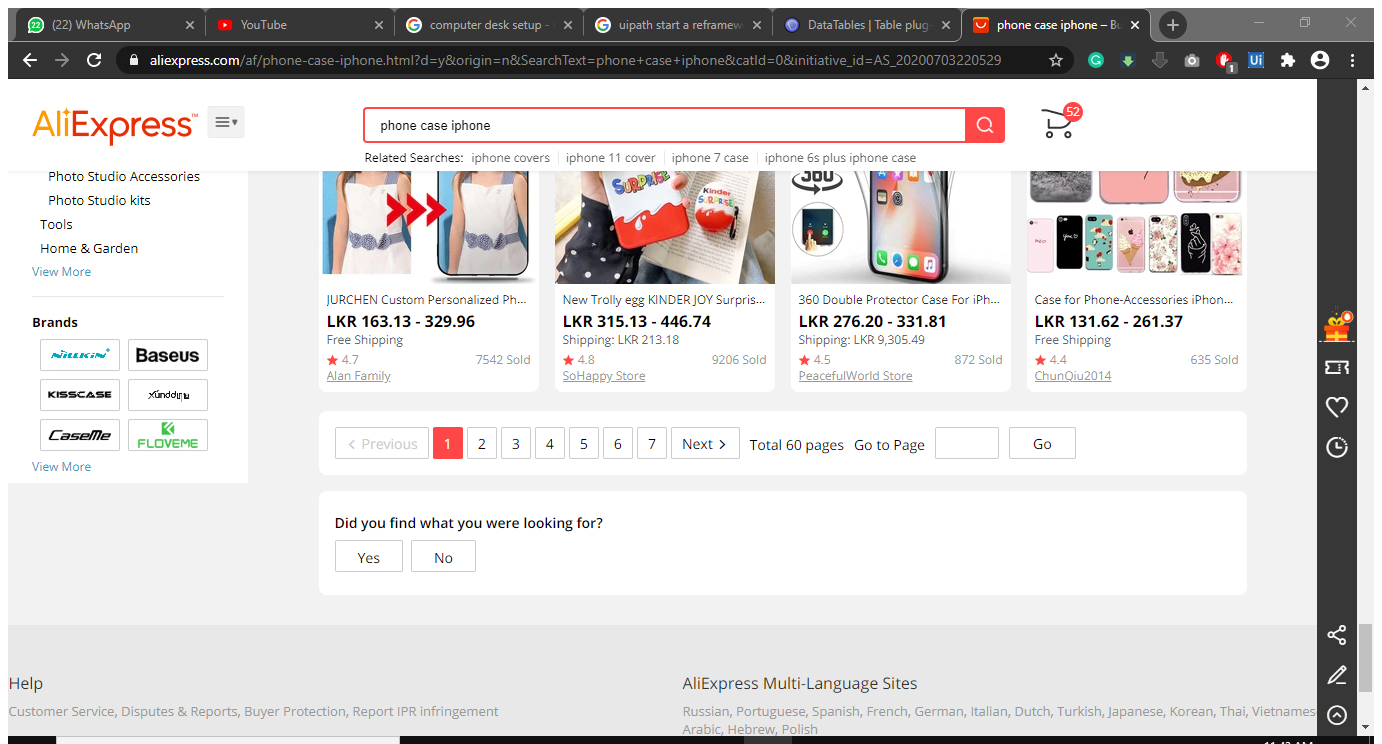 (22) WhatsApp
YouTube
computer desk setup -
uipath start a reframew
DataTables | Table plug-
phone case iphone – Bu
aliexpress.com/af/phone-case-iphone.html?d=y&origin=n&SearchText=phone+case+iphone&catId=0&initiative_id=AS_20200703220529
AliExpress™
phone case iphone
52
Related Searches: iphone covers iphone 11 cover iphone 7 case iphone 6s plus iphone case
Photo Studio Accessories
Photo Studio kits
Tools
Home & Garden
View More
Brands
NILLKIN Baseus
KISSCASE
CaseMe FLOVEME
View More
SURPRISE
Kinder
SURPRISE
360
JURCHEN Custom Personalized Ph...
LKR 163.13 - 329.96
Free Shipping
4.7 7542 Sold
Alan Family
New Trolly egg KINDER JOY Surpris...
LKR 315.13 - 446.74
Shipping: LKR 213.18
4.8 9206 Sold
SoHappy Store
360 Double Protector Case For iPh...
LKR 276.20 - 331.81
Shipping: LKR 9,305.49
4.5 872 Sold
PeacefulWorld Store
Case for Phone-Accessories iPhon...
LKR 131.62 - 261.37
Free Shipping
4.4 635 Sold
ChunQiu2014
Previous 1 2 3 4 5 6 7 Next Total 60 pages Go to Page Go
Did you find what you were looking for?
Yes No
Help
Customer Service, Disputes & Reports, Buyer Protection, Report IPR infringement
AliExpress Multi-Language Sites
Russian, Portuguese, Spanish, French, German, Italian, Dutch, Turkish, Japanese, Korean, Thai, Vietnames
Arabic, Hebrew, Polish